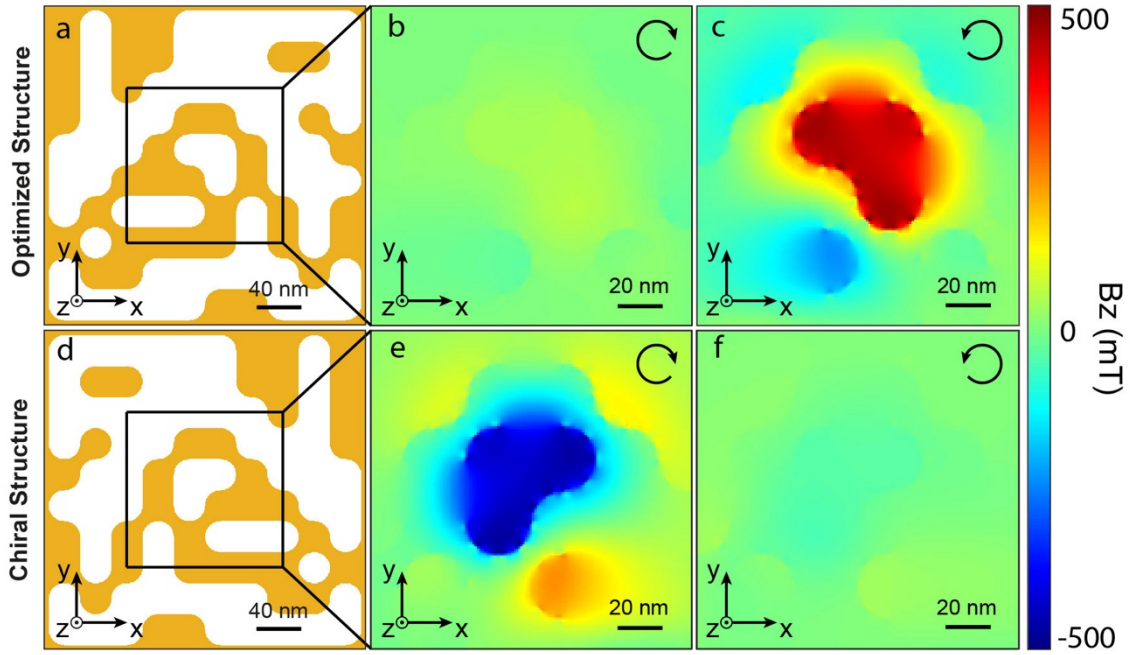 Optimized Structure
a
y
z
x
40 nm
b
y
z
x
20 nm
c
y
z
x
20 nm
500
0
Bz (mT)
-500
Chiral Structure
d
y
z
x
40 nm
e
y
z
x
20 nm
f
y
z
x
20 nm